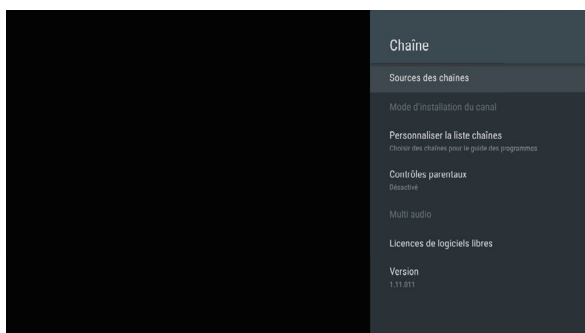 Chaîne
Sources des chaînes
Mode d'installation du canal
Personnaliser la liste chaînes
Choisir des chaînes pour le guide des programmes
Contrôles parentaux
Désactivé
Multi audio
Licences de logiciels libres
Version
1.11.011